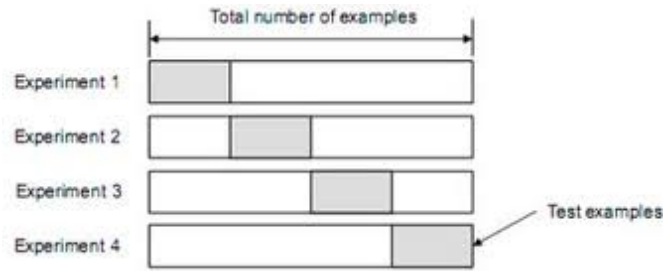 Total number of examples
Experiment 1
Experiment 2
Experiment 3
Test examples
Experiment 4